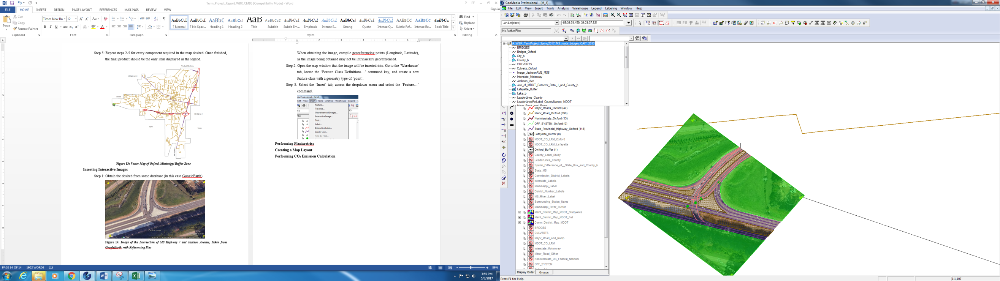 Term_Project_Report_WBR_CE495 [Compatibility Mode] - Word
Sign in
FILE HOME INSERT DESIGN PAGE LAYOUT REFERENCES MAILINGS REVIEW VIEW
Paste
Cut
Copy
Format Painter
Times New Ro 12
AaBbCcI AaBbCcI AaBbC AaBbCcI AaB AaBbCcC AaBbCcI AaBbCcI AaBbCcI AaBbCcI AaBbCcI AaBbCcI AaBbCC AaBbCc AaBbCc
¶ Normal ¶ No Spac... Heading 1 Heading 2 Title Subtitle Subtle Em... Emphasis Intense E... Strong Quote Intense Q... Subtle Ref... Intense Re... Book Title
Find
Replace
Select
Clipboard Font Paragraph Styles Editing
Step 5: Repeat steps 2-5 for every component required in the map desired. Once finished,
the final product should be the only item displayed in the legend.
Figure 13: Vector Map of Oxford, Mississippi Buffer Zone
Inserting Interactive Images
Step 1: Obtain the desired from some database (in this case GoogleEarth).
Figure 14: Image of the Intersection of MS Highway 7 and Jackson Avenue, Taken from
GoogleEarth, with Referencing Pins
When obtaining the image, compile georeferencing points (Longitude, Latitude),
as the image being obtained may not be intrinsically georeferenced.
Step 2: Open the map window that the image will be inserted into. Go to the ‘Warehouse’
tab, locate the ‘Feature Class Definitions…’ command key, and create a new
feature class with a geometry type of ‘point’.
Step 3: Select the ‘Insert’ tab, access the dropdown menu and select the ‘Feature…’
command.
dia Professional - [M_4]
Edit View Insert Tools Analysis Warehouse Legend
Feature...
Traverse...
Georeferenced Images...
Interactive Image...
Text...
Label...
Interactive Label...
Leader Line...
Area By Face...
Performing Planimetrics
Creating a Map Layout
Performing CO2 Emission Calculation
PAGE 14 OF 14 1902 WORDS
89%
3:55 PM
5/3/2017
GeoMedia Professional - [M_4]
File Edit View Insert Tools Analysis Warehouse Legend Labeling Window Help
Lon,Lat(d:m:s) -89:34:01.450, 34:21:37.631
No Active Filter
A_WBR_TermProject_Spring2017_MS_roads_bridges_CAIT_2013
BRIDGES
Bridges_Oxford
City_b
County_b
CULVERTS
Culverts_Oxford
Image_JacksonAVE_MS6
Interstate_Motorway
Jackson_Ave
Join_of_MDOT_Detector_Data_1_and_County_b
Lafayette_Buffer
Lake_b
LeaderLines_County
LeaderLinesForLabel_CountyNames_MDOT
Major_Road_and_Ramp
Major_Roads_Oxford (47)
Minor_Road_Oxford (898)
NonInterstate_Oxford (13)
OFF_SYSTEM_Oxford (0)
State_Provincial_Highway_Oxford (118)
Lafayette_Buffer (8)
MDOT_CO_LRM_Oxford
MDOT_CO_LRM_Lafayette
Oxford_Buffer (1)
County_Label_Study
LeaderLines_County
Spatial_Difference_of__State_Box_and_County_b
State_MS
Commission_District_Labels
Interstate_Labels
Mississippi_Label
District_Number_Labels
MS_River_Label
Surrounding_States_Name
Mississippi_River_Buffer
Maint_District_Map_MDOT_StudyArea
Maint_District_Map_MDOT_Full
Comm_District_Map_MDOT
BRIDGES
CULVERTS
Major_Road_and_Ramp
MDOT_CO_LRM
Interstate_Motorway
Minor_Road_Other
NonInterstate_US_Federal_National
OFF_SYSTEM
Display Order Groups
Press F1 for Help.
1:1,107